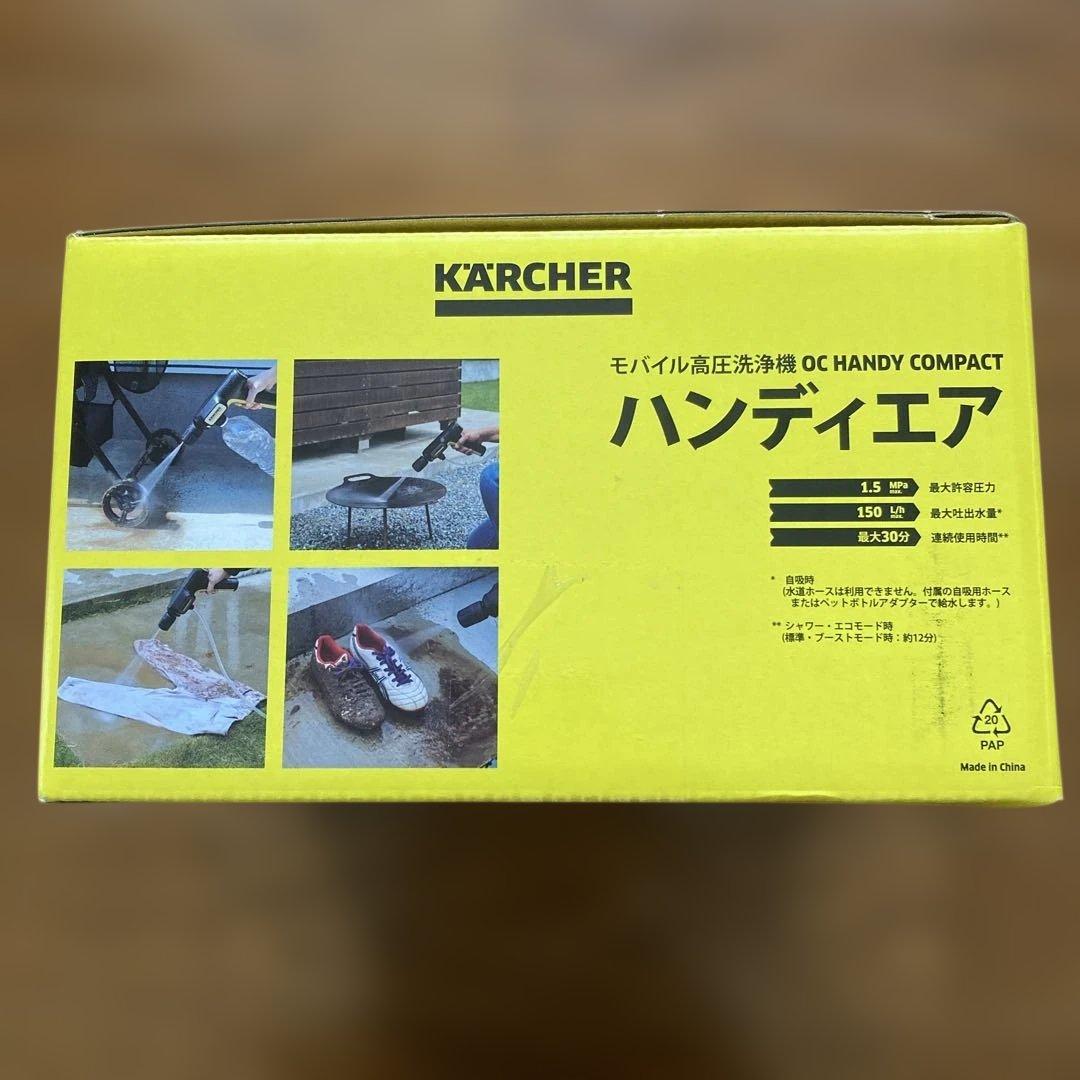 KÄRCHER
モバイル高圧洗浄機 OC HANDY COMPACT
ハンディエア
1.5 MPa max. 最大許容圧力
150 L/h max. 最大吐出水量*
最大30分 連続使用時間**
* 自吸時
(水道ホースは利用できません。付属の自吸用ホース
またはペットボトルアダプターで給水します。)
** シャワー・エコモード時
(標準・ブーストモード時：約12分)
20
PAP
Made in China